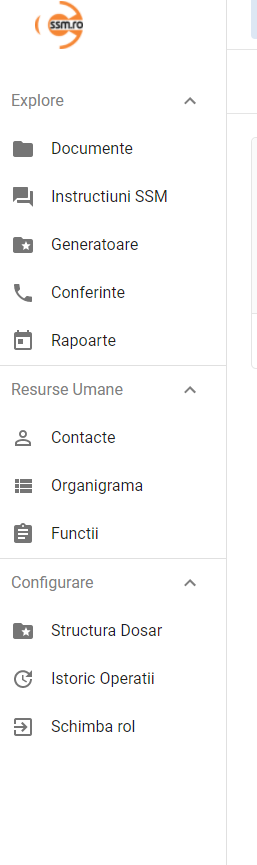 ssm.ro
Explore
Documente
Instructiuni SSM
Generatoare
Conferinte
Rapoarte
Resurse Umane
Contacte
Organigrama
Functii
Configurare
Structura Dosar
Istoric Operatii
Schimba rol